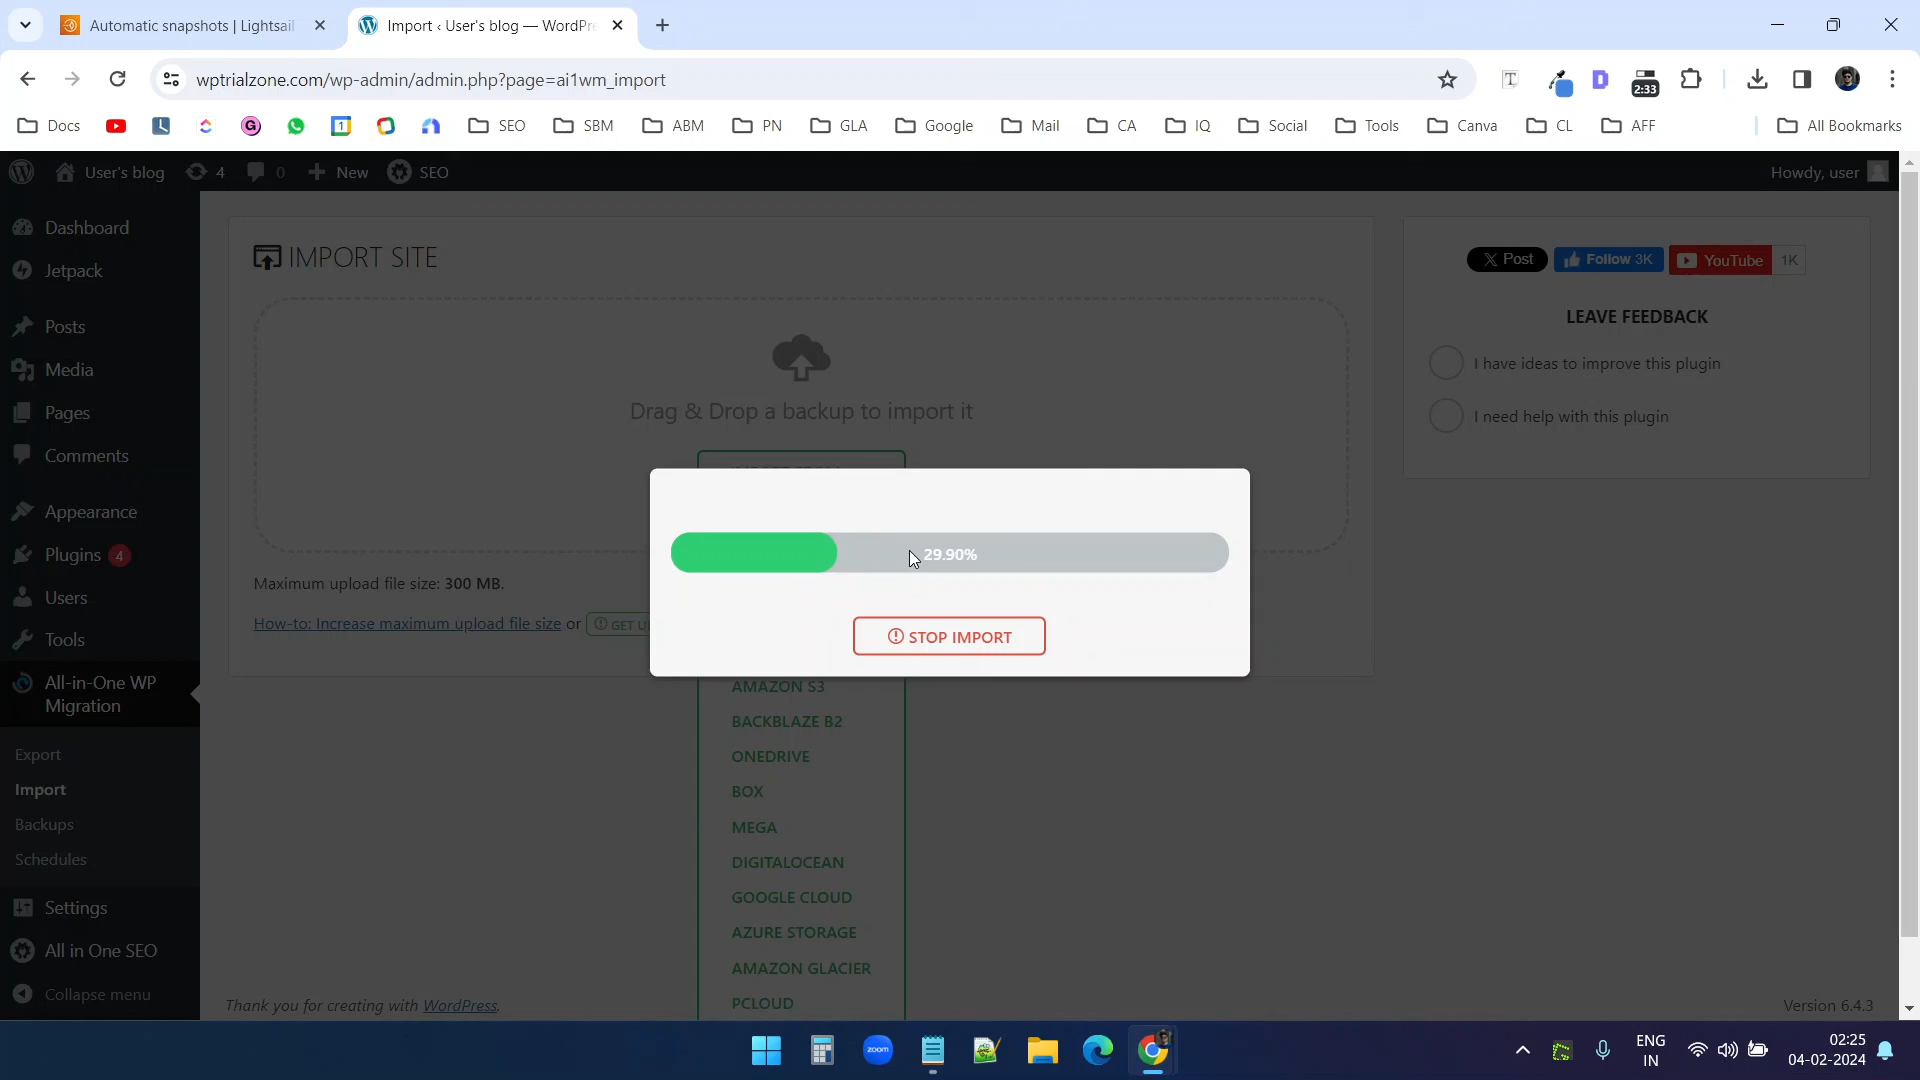 Automatic snapshots | Lightsail
Import ‹ User's blog — WordPre
wptrialzone.com/wp-admin/admin.php?page=ai1wm_import
2:33
Docs
SEO
SBM
ABM
PN
GLA
Google
Mail
CA
IQ
Social
Tools
Canva
CL
AFF
All Bookmarks
User's blog
4
0
New
SEO
Howdy, user
Dashboard
Jetpack
Posts
Media
Pages
Comments
Appearance
Plugins 4
Users
Tools
All-in-One WP
Migration
Export
Import
Backups
Schedules
Settings
All in One SEO
Collapse menu
IMPORT SITE
Drag & Drop a backup to import it
29.90%
STOP IMPORT
Maximum upload file size: 300 MB.
How-to: Increase maximum upload file size or
GET U
AMAZON S3
BACKBLAZE B2
ONEDRIVE
BOX
MEGA
DIGITALOCEAN
GOOGLE CLOUD
AZURE STORAGE
AMAZON GLACIER
PCLOUD
Post
Follow 3K
YouTube
1K
LEAVE FEEDBACK
I have ideas to improve this plugin
I need help with this plugin
Thank you for creating with WordPress.
Version 6.4.3
zoom
ENG
IN
02:25
04-02-2024